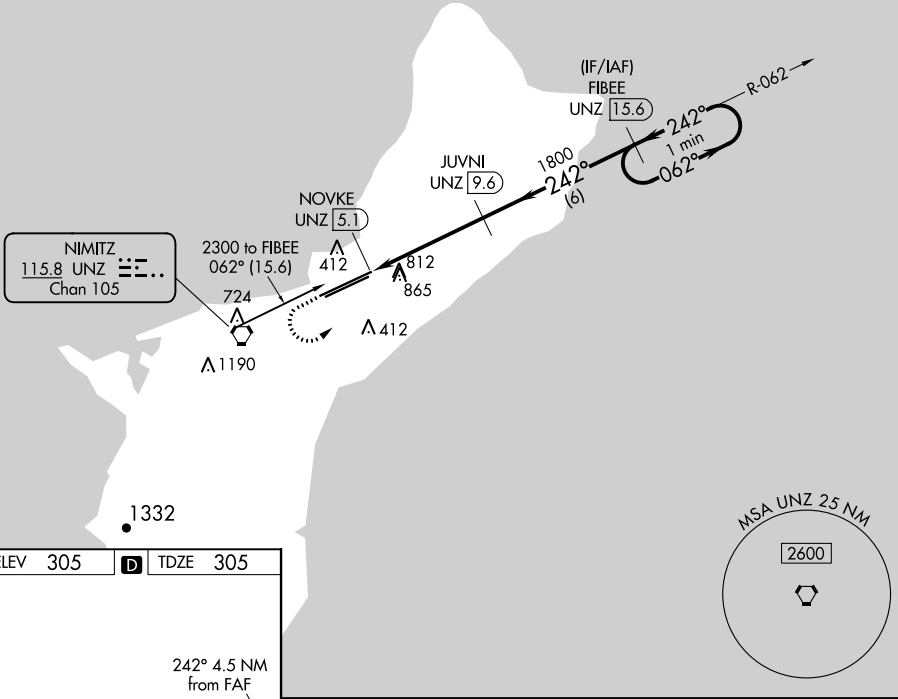 (IF/IAF)
FIBEE
UNZ 15.6
R-062
242°
1 min
062°
1800
242°
(6)
JUVNI
UNZ 9.6
NOVKE
UNZ 5.1
NIMITZ
115.8 UNZ
Chan 105
2300 to FIBEE
062° (15.6)
412
812
865
724
412
1190
1332
MSA UNZ 25 NM
2600
ELEV 305
D
TDZE 305
242° 4.5 NM
from FAF